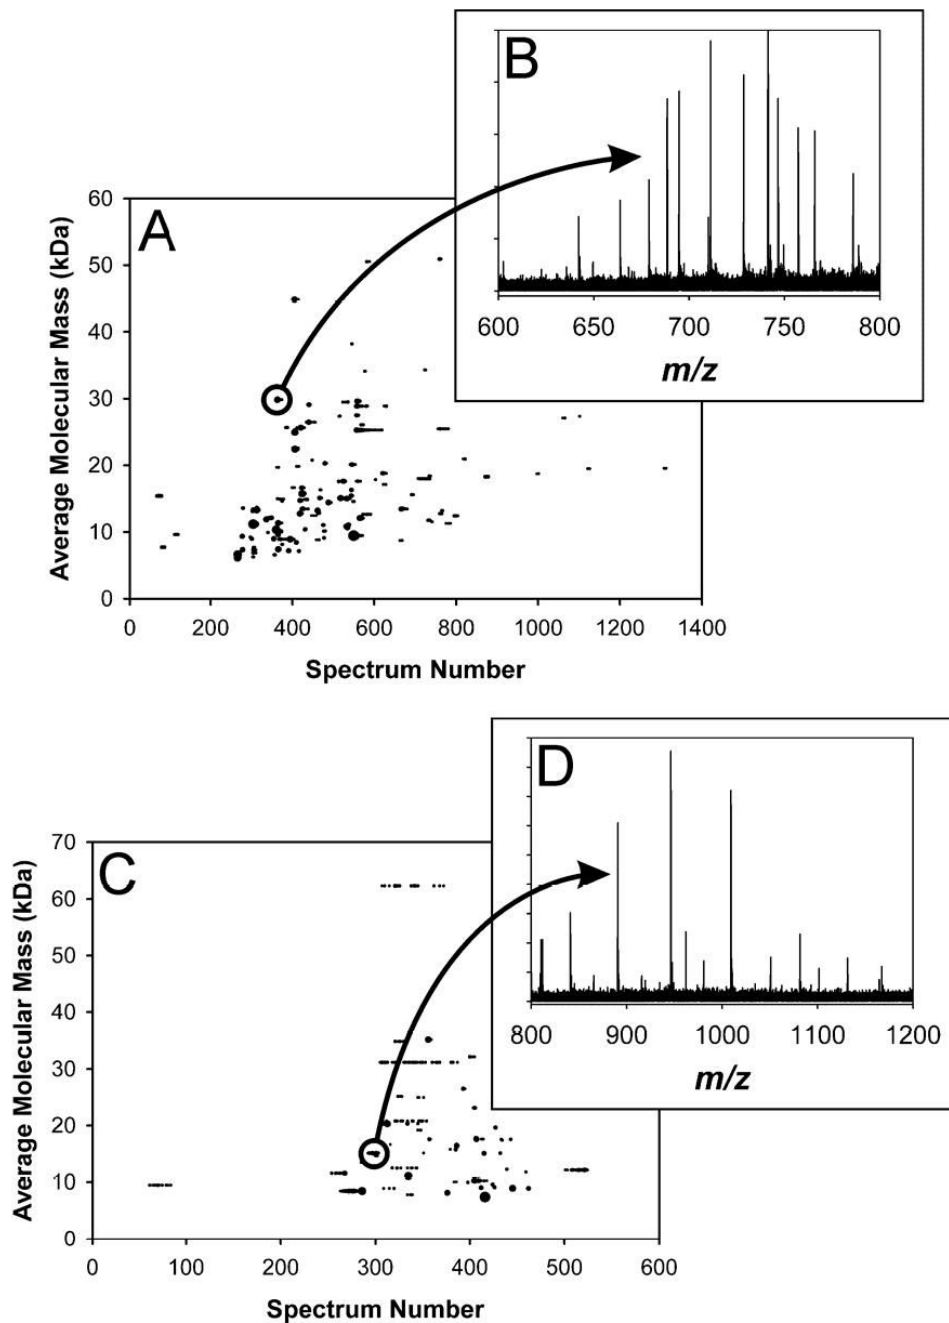 B
600 650 700 750 800
m/z
A
Average Molecular Mass (kDa)
60
50
40
30
20
10
0
0 200 400 600 800 1000 1200 1400
Spectrum Number
D
800 900 1000 1100 1200
m/z
C
Average Molecular Mass (kDa)
70
60
50
40
30
20
10
0
0 100 200 300 400 500 600
Spectrum Number